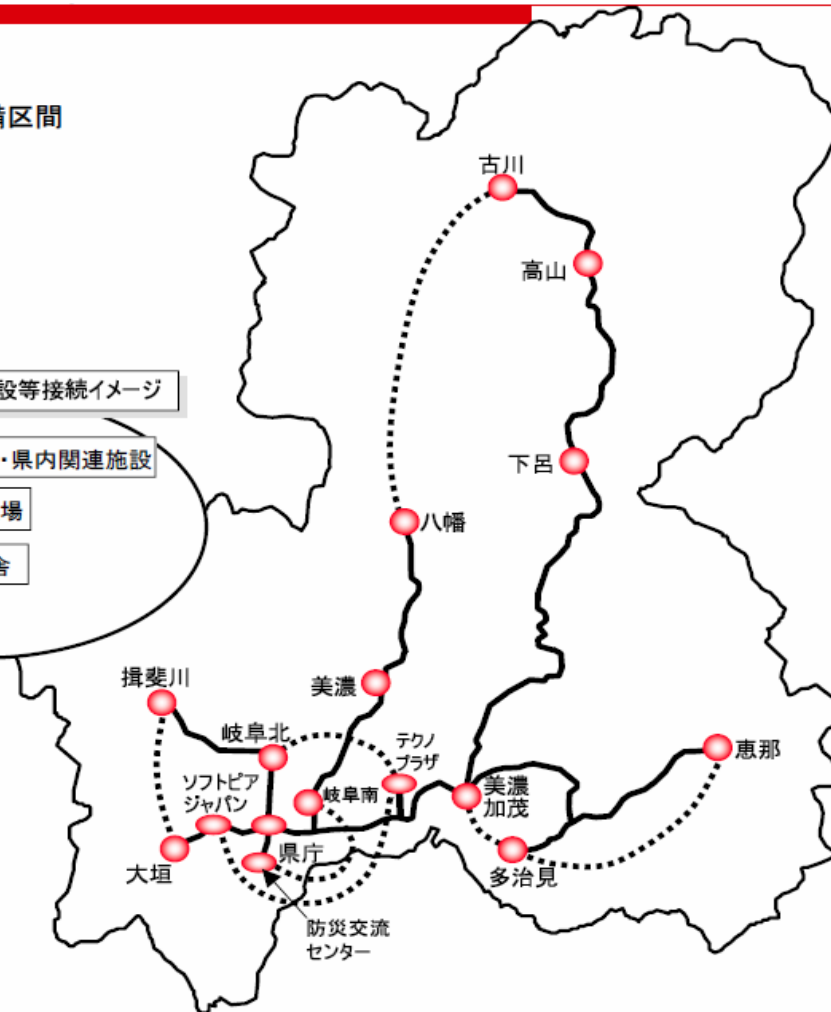 備区間
古川
高山
設等接続イメージ
・県内関連施設
下呂
場
八幡
舎
揖斐川
美濃
岐阜北
テクノ
プラザ
恵那
ソフトピア
ジャパン
岐阜南
美濃
加茂
県庁
大垣
多治見
防災交流
センター